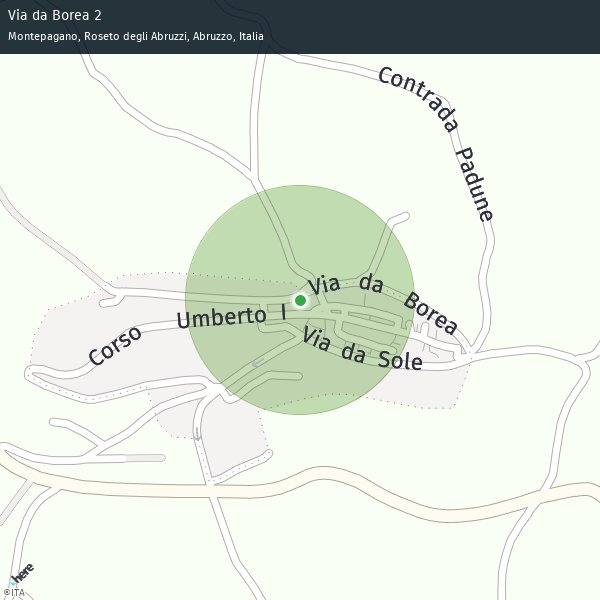 Via da Borea 2
Montepagano, Roseto degli Abruzzi, Abruzzo, Italia
Contrada Padune
Via da Borea
Corso Umberto I
Via da Sole
here
©ITA